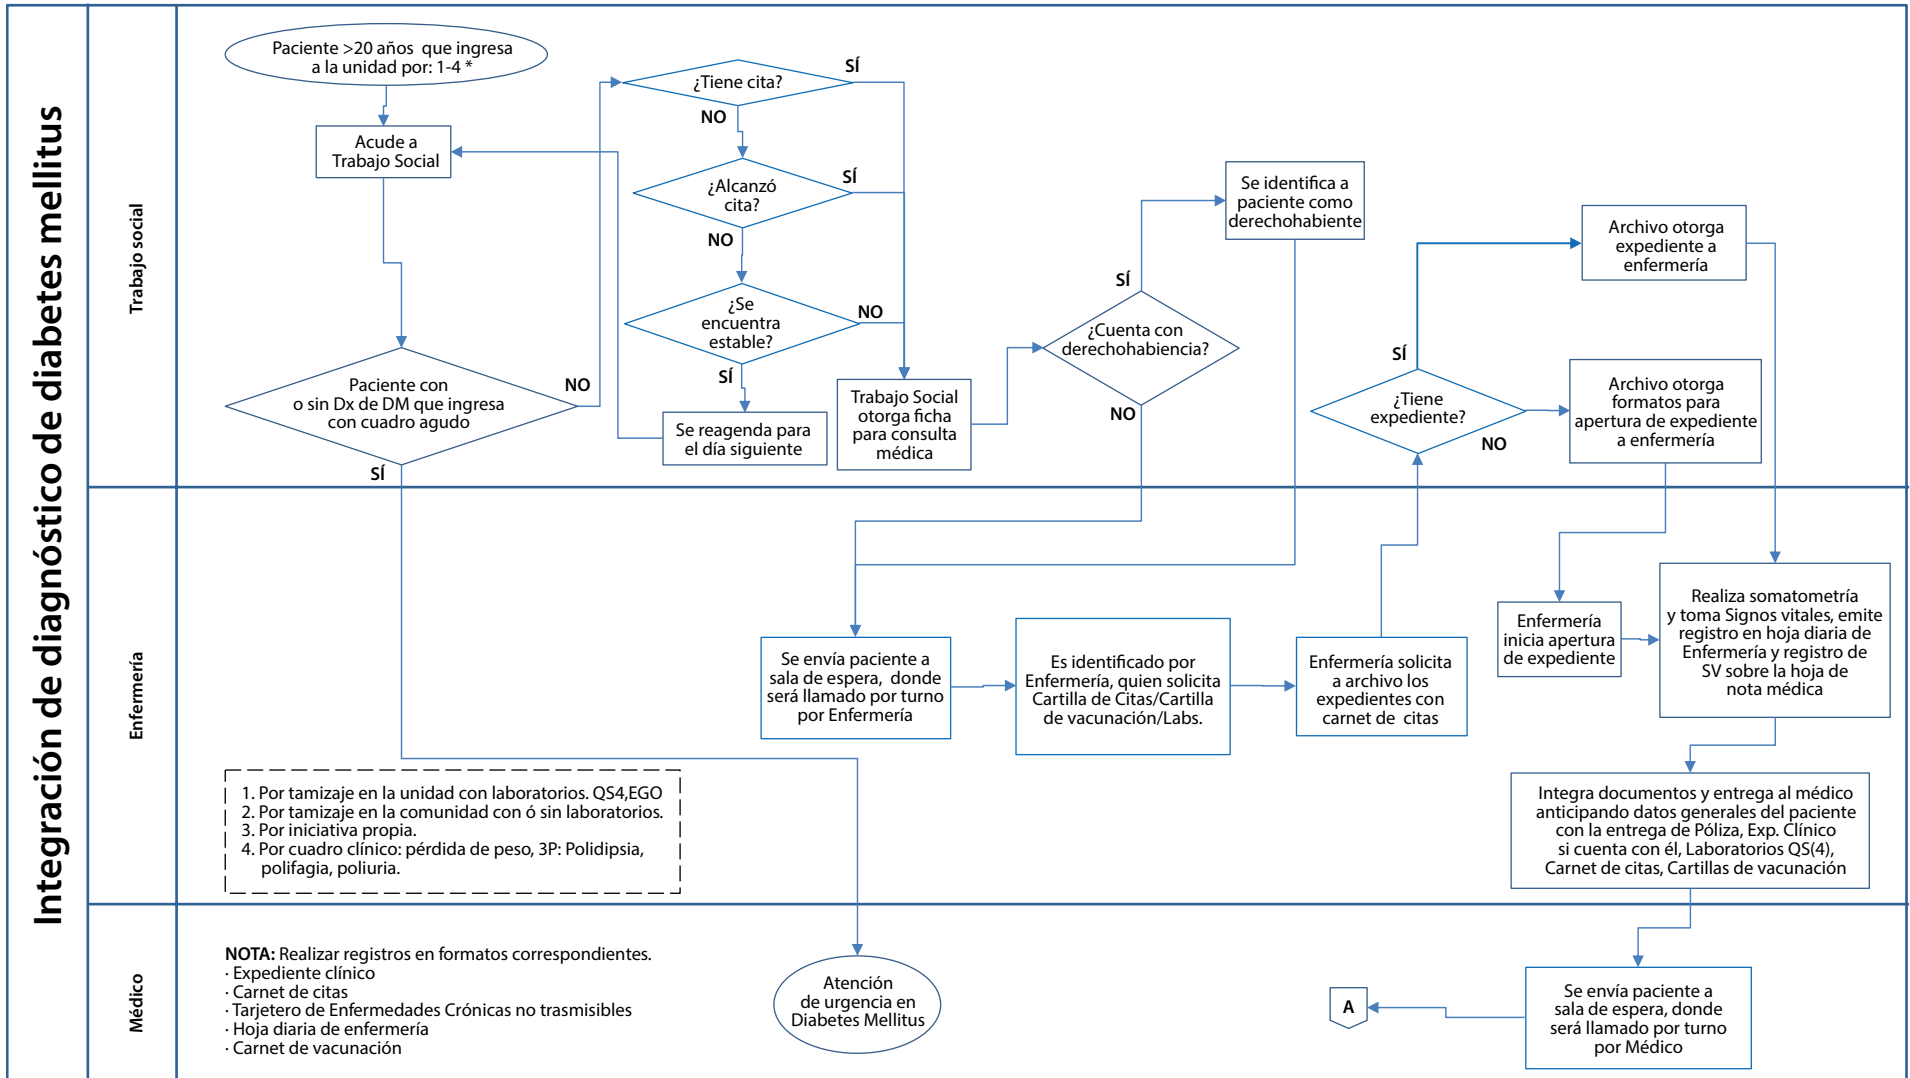 Integración de diagnóstico de diabetes mellitus
Trabajo social
Paciente >20 años que ingresa
a la unidad por: 1-4 *
Acude a
Trabajo Social
Paciente con
o sin Dx de DM que ingresa
con cuadro agudo
NO
SÍ
¿Tiene cita?
SÍ
NO
¿Alcanzó
cita?
SÍ
NO
¿Se
encuentra
estable?
NO
SÍ
Se reagenda para
el día siguiente
Trabajo Social
otorga ficha
para consulta
médica
¿Cuenta con
derechohabiencia?
SÍ
NO
Se identifica a
paciente como
derechohabiente
¿Tiene
expediente?
SÍ
NO
Archivo otorga
expediente a
enfermería
Archivo otorga
formatos para
apertura de expediente
a enfermería
Enfermería
Se envía paciente a
sala de espera, donde
será llamado por turno
por Enfermería
Es identificado por
Enfermería, quien solicita
Cartilla de Citas/Cartilla
de vacunación/Labs.
Enfermería solicita
a archivo los
expedientes con
carnet de citas
Enfermería
inicia apertura
de expediente
Realiza somatometría
y toma Signos vitales, emite
registro en hoja diaria de
Enfermería y registro de
SV sobre la hoja de
nota médica
Integra documentos y entrega al médico
anticipando datos generales del paciente
con la entrega de Póliza, Exp. Clínico
si cuenta con él, Laboratorios QS(4),
Carnet de citas, Cartillas de vacunación
1. Por tamizaje en la unidad con laboratorios. QS4,EGO
2. Por tamizaje en la comunidad con ó sin laboratorios.
3. Por iniciativa propia.
4. Por cuadro clínico: pérdida de peso, 3P: Polidipsia,
polifagia, poliuria.
Médico
NOTA: Realizar registros en formatos correspondientes.
· Expediente clínico
· Carnet de citas
· Tarjetero de Enfermedades Crónicas no trasmisibles
· Hoja diaria de enfermería
· Carnet de vacunación
Atención
de urgencia en
Diabetes Mellitus
A
Se envía paciente a
sala de espera, donde
será llamado por turno
por Médico